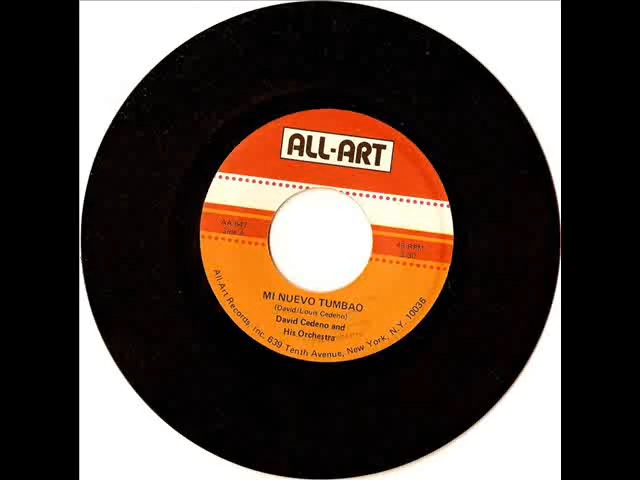 ALL-ART
AA 647
SIDE A
45 RPM
MI NUEVO TUMBAO
(David/Louis Cedeno)
David Cedeno and
His Orchestra
All-Art Records, Inc. 639 Tenth Avenue, New York, N.Y. 10036